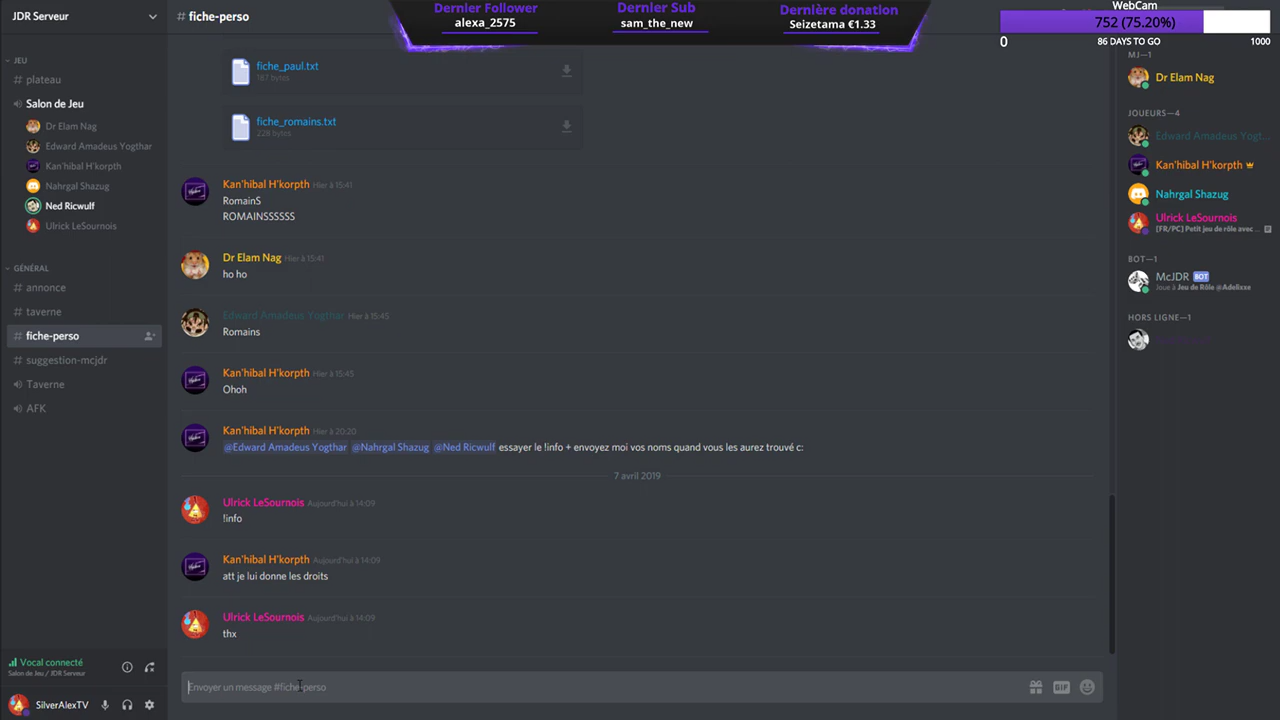 JDR Serveur
JEU
plateau
Salon de Jeu
Dr Elam Nag
Edward Amadeus Yogthar
Kan'hibal H'korpth
Nahrgal Shazug
Ned Ricwulf
Ulrick LeSournois
GÉNÉRAL
# annonce
# taverne
# fiche-perso
# suggestion-mcjdr
Taverne
AFK
Vocal connecté
Salon de Jeu / JDR Serveur
SilverAlexTV
# fiche-perso
Dernier Follower
alexa_2575
Dernier Sub
sam_the_new
Dernière donation
Seizetama €1.33
WebCam
752 (75.20%)
0 86 DAYS TO GO 1000
fiche_paul.txt
187 bytes
fiche_romains.txt
228 bytes
Kan'hibal H'korpth Hier à 15:41
RomainS
ROMAINSSSSSS
Dr Elam Nag Hier à 15:41
ho ho
Edward Amadeus Yogthar Hier à 15:45
Romains
Kan'hibal H'korpth Hier à 15:45
Ohoh
Kan'hibal H'korpth Hier à 20:20
@Edward Amadeus Yogthar @Nahrgal Shazug @Ned Ricwulf essayer le !info + envoyez moi vos noms quand vous les aurez trouvé c:
7 avril 2019
Ulrick LeSournois Aujourd'hui à 14:09
!info
Kan'hibal H'korpth Aujourd'hui à 14:09
att je lui donne les droits
Ulrick LeSournois Aujourd'hui à 14:09
thx
Envoyer un message #fiche-perso
GIF
MJ—1
Dr Elam Nag
JOUEURS—4
Edward Amadeus Yogt...
Kan'hibal H'korpth
Nahrgal Shazug
Ulrick LeSournois
[FR/PC] Petit jeu de rôle avec ...
BOT—1
McJDR BOT
Joue à Jeu de Rôle @Adelixxe
HORS LIGNE—1